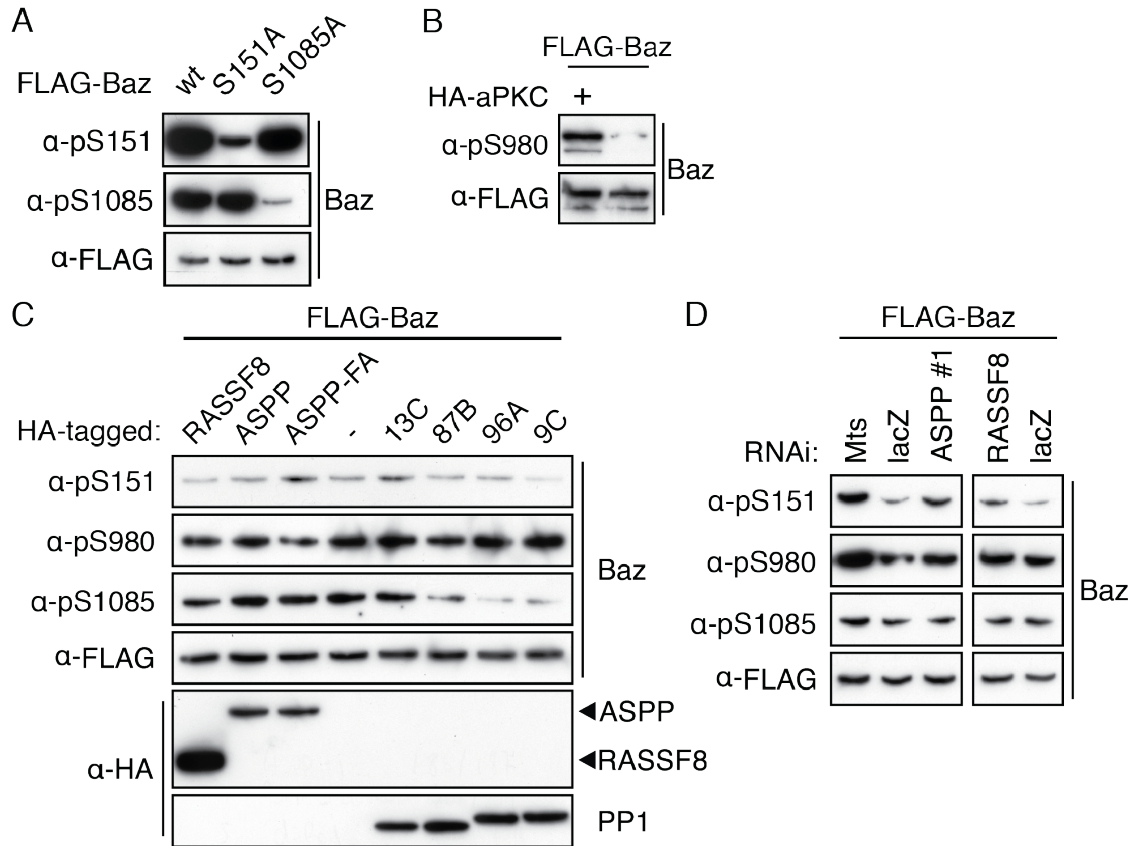 A
FLAG-Baz
wt
S151A
S1085A
α-pS151
α-pS1085
α-FLAG
Baz
B
FLAG-Baz
HA-aPKC +
α-pS980
α-FLAG
Baz
C
FLAG-Baz
HA-tagged:
RASSF8
ASPP
ASPP-FA
-
13C
87B
96A
9C
α-pS151
α-pS980
α-pS1085
α-FLAG
Baz
α-HA
◀ASPP
◀RASSF8
PP1
D
FLAG-Baz
RNAi:
Mts
lacZ
ASPP #1
RASSF8
lacZ
α-pS151
α-pS980
α-pS1085
α-FLAG
Baz